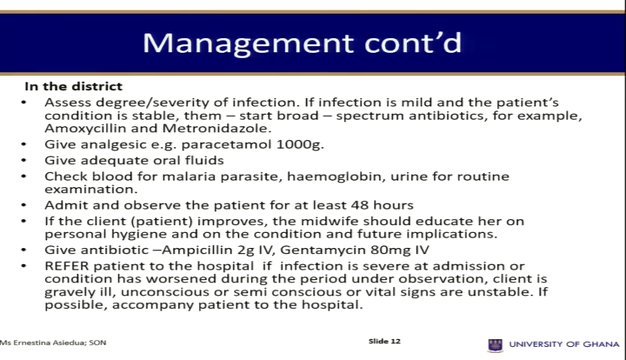 Management cont'd
In the district
• Assess degree/severity of infection. If infection is mild and the patient's
condition is stable, them – start broad – spectrum antibiotics, for example,
Amoxycillin and Metronidazole.
• Give analgesic e.g. paracetamol 1000g.
• Give adequate oral fluids
• Check blood for malaria parasite, haemoglobin, urine for routine
examination.
• Admit and observe the patient for at least 48 hours
• If the client (patient) improves, the midwife should educate her on
personal hygiene and on the condition and future implications.
• Give antibiotic –Ampicillin 2g IV, Gentamycin 80mg IV
• REFER patient to the hospital if infection is severe at admission or
condition has worsened during the period under observation, client is
gravely ill, unconscious or semi conscious or vital signs are unstable. If
possible, accompany patient to the hospital.
Ms Ernestina Asiedua; SON
Slide 12
UNIVERSITY OF GHANA